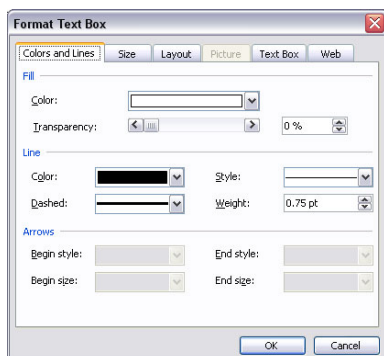 Format Text Box
Colors and Lines Size Layout Picture Text Box Web
Fill
Color:
Transparency: 0 %
Line
Color: Style:
Dashed: Weight: 0.75 pt
Arrows
Begin style: End style:
Begin size: End size:
OK Cancel